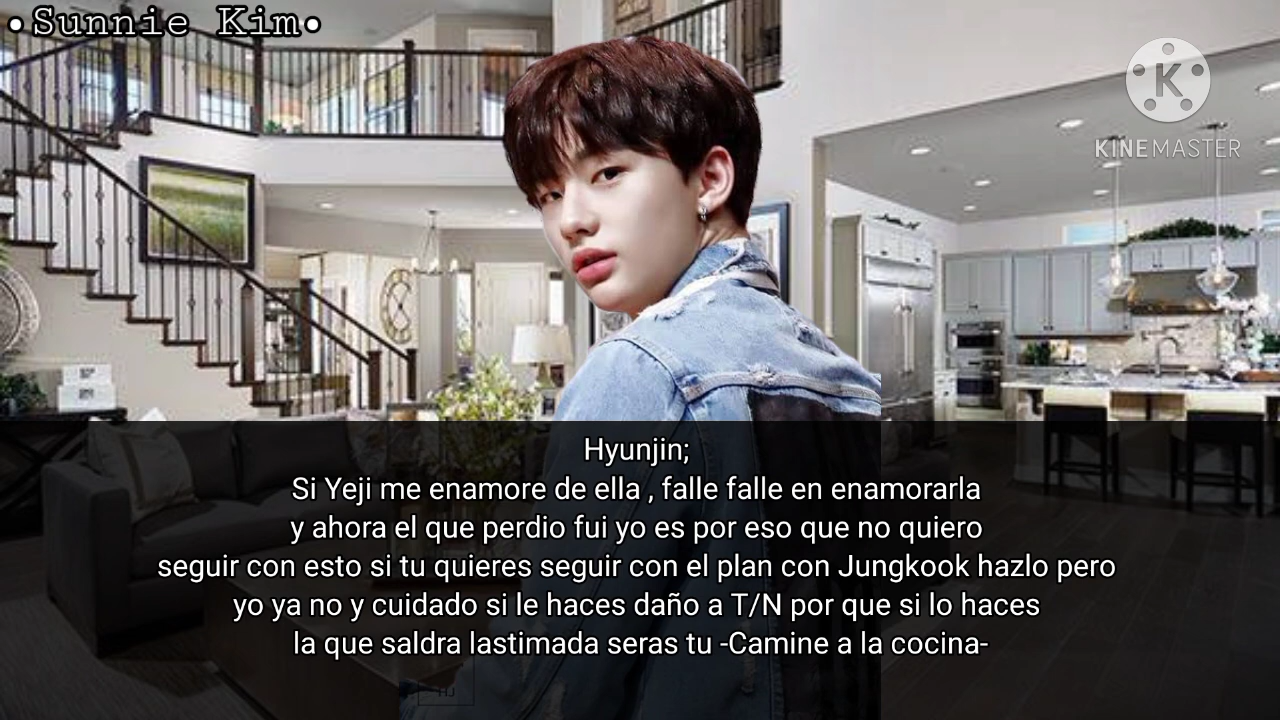 •Sunnie Kim•
K
KINEMASTER
Hyunjin;
Si Yeji me enamore de ella , falle falle en enamorarla
y ahora el que perdio fui yo es por eso que no quiero
seguir con esto si tu quieres seguir con el plan con Jungkook hazlo pero
yo ya no y cuidado si le haces daño a T/N por que si lo haces
la que saldra lastimada seras tu -Camine a la cocina-